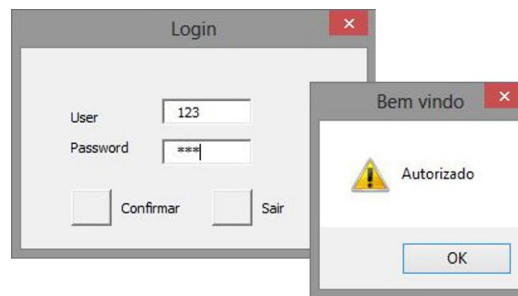 Login
User 123
Password ***
Confirmar Sair
Bem vindo
Autorizado
OK